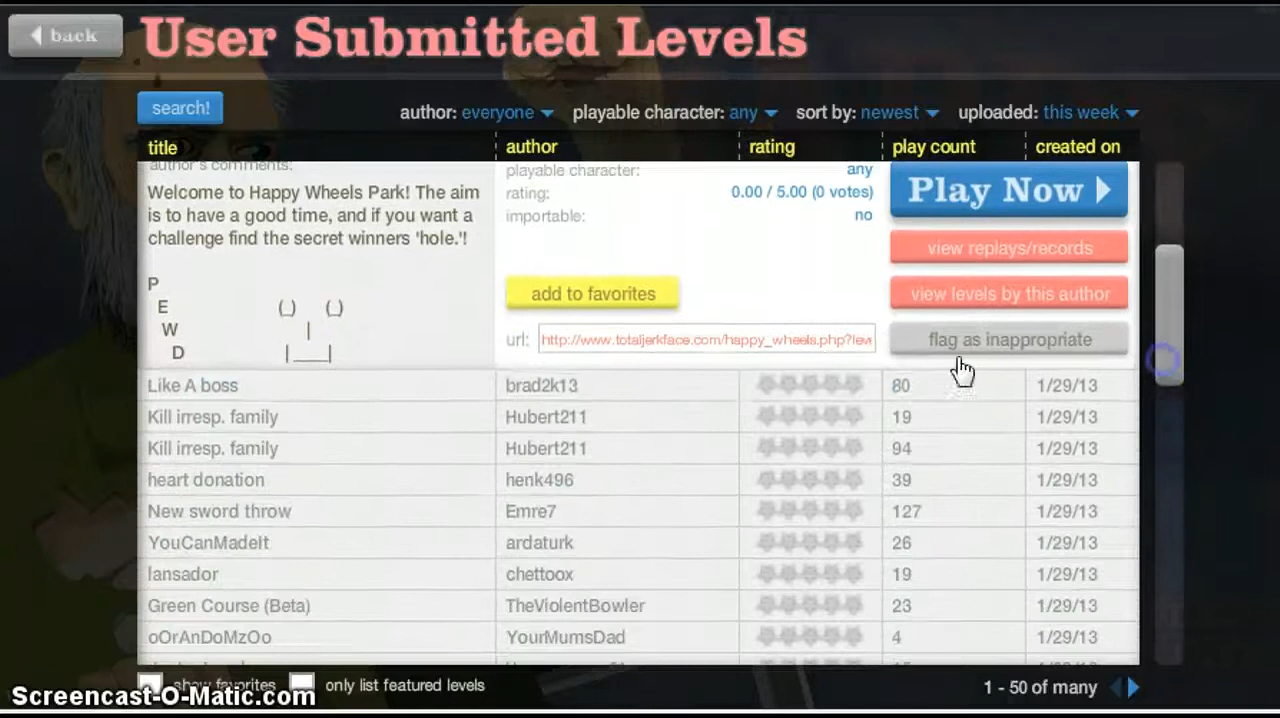 back
User Submitted Levels
search!
author: everyone playable character: any sort by: newest uploaded: this week
title author rating play count created on
author's comments:
Welcome to Happy Wheels Park! The aim
is to have a good time, and if you want a
challenge find the secret winners 'hole.'!
P
E (_) (_)
W |
D |___|
playable character: any
rating: 0.00 / 5.00 (0 votes)
importable: no
add to favorites
url: http://www.totaljerkface.com/happy_wheels.php?lev
Play Now
view replays/records
view levels by this author
flag as inappropriate
Like A boss brad2k13 80 1/29/13
Kill irresp. family Hubert211 19 1/29/13
Kill irresp. family Hubert211 94 1/29/13
heart donation henk496 39 1/29/13
New sword throw Emre7 127 1/29/13
YouCanMadeIt ardaturk 26 1/29/13
lansador chettoox 19 1/29/13
Green Course (Beta) TheViolentBowler 23 1/29/13
oOrAnDoMzOo YourMumsDad 4 1/29/13
show favorites only list featured levels 1 - 50 of many
Screencast-O-Matic.com